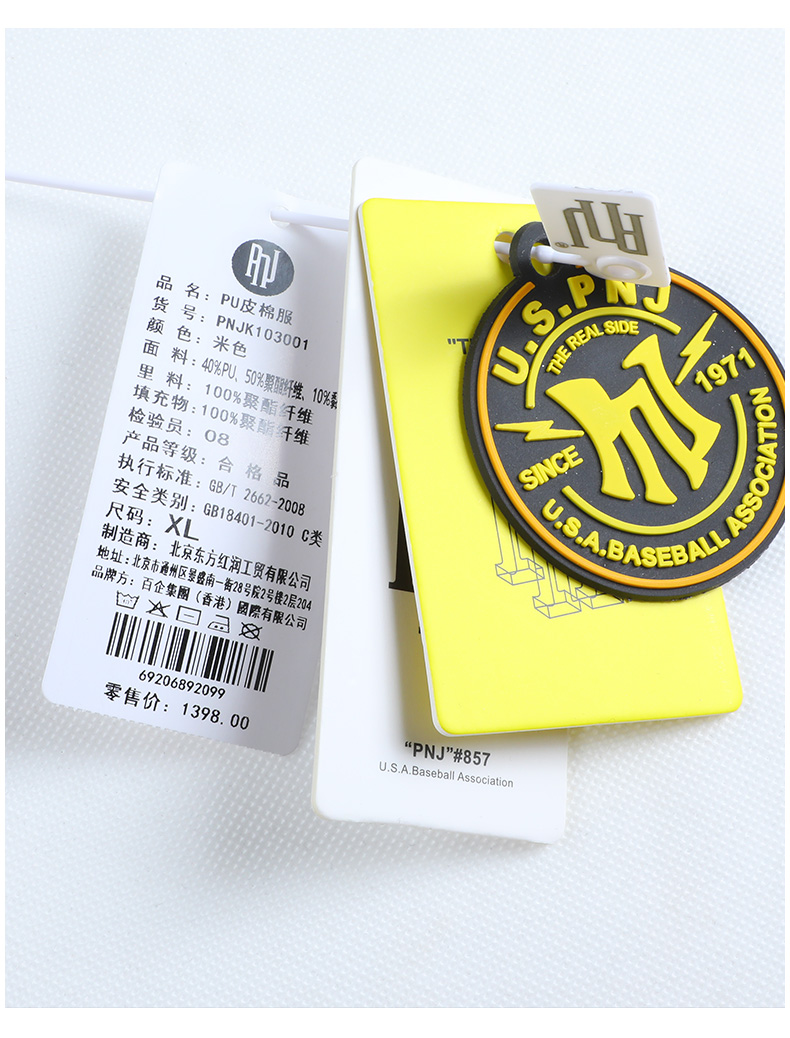 PNJ
品 名：PU皮棉服
货 号：PNJK103001
颜 色：米色
面 料：40%PU、50%聚酯纤维、10%黏
里 料：100%聚酯纤维
填充物：100%聚酯纤维
检验员：08
产品等级：合 格 品
执行标准：GB/T 2662-2008
安全类别：GB18401-2010 C类
尺码：XL
制造商：北京东方红润工贸有限公司
地址：北京市通州区景盛南一街28号院2号楼2层204
品牌方：百企集團（香港）國際有限公司
69206892099
零售价：1398.00
"T
"PNJ"#857
U.S.A.Baseball Association
PNJ®
U.S.PNJ
THE REAL SIDE
1971
SINCE
U.S.A.BASEBALL ASSOCIATION